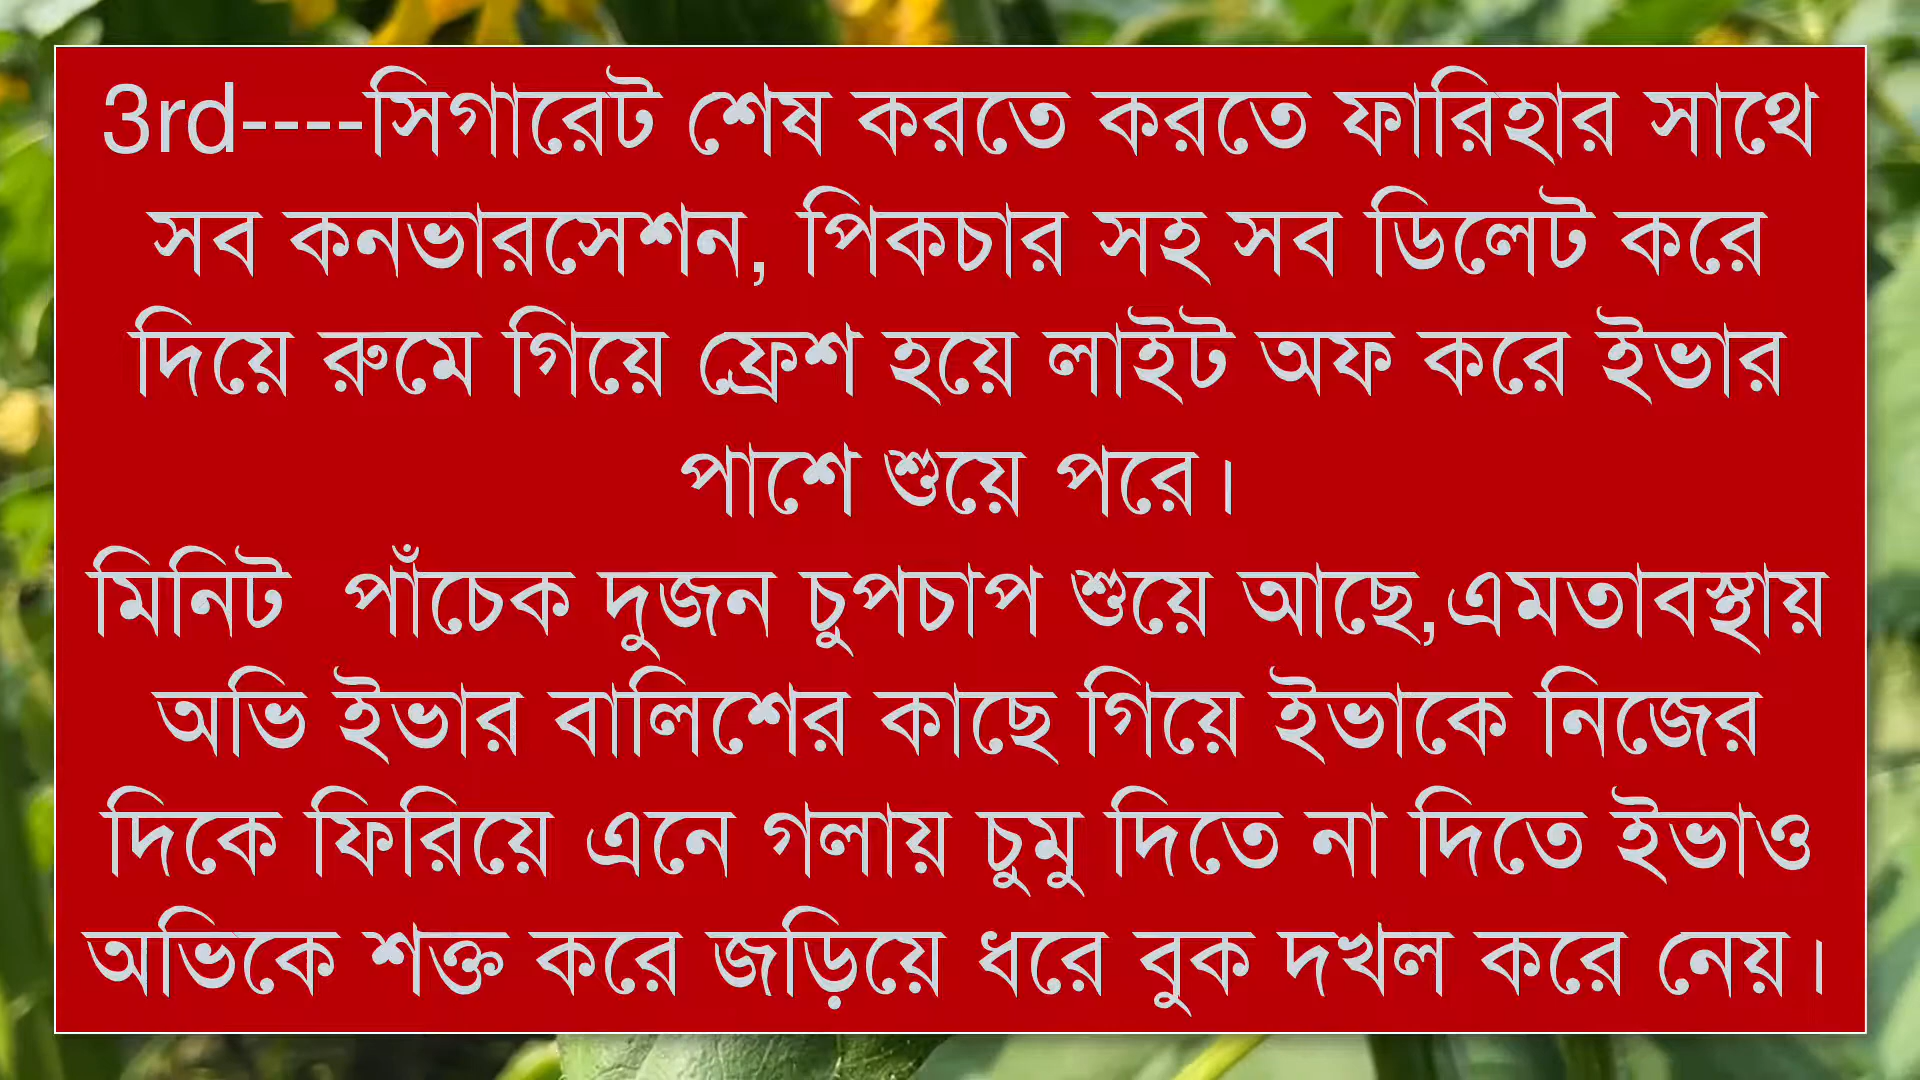 3rd----সিগারেট শেষ করতে করতে ফারিহার সাথে
সব কনভারসেশন, পিকচার সহ সব ডিলেট করে
দিয়ে রুমে গিয়ে ফ্রেশ হয়ে লাইট অফ করে ইভার
পাশে শুয়ে পরে।
মিনিট  পাঁচেক দুজন চুপচাপ শুয়ে আছে,এমতাবস্থায়
অভি ইভার বালিশের কাছে গিয়ে ইভাকে নিজের
দিকে ফিরিয়ে এনে গলায় চুমু দিতে না দিতে ইভাও
অভিকে শক্ত করে জড়িয়ে ধরে বুক দখল করে নেয়।